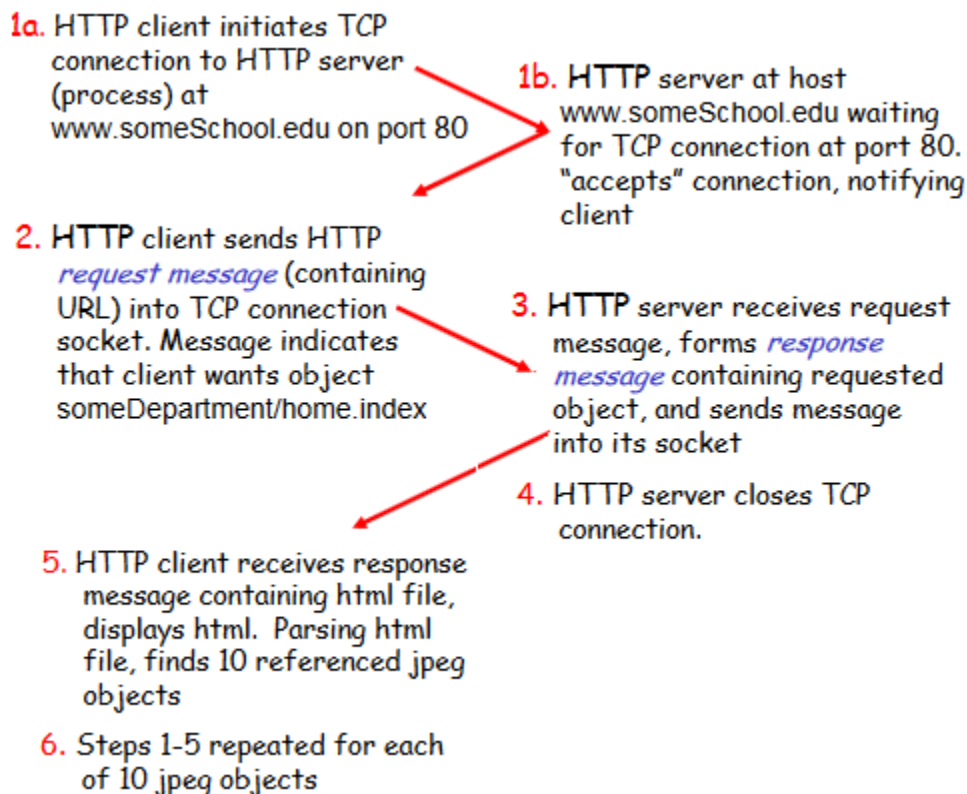 1a. HTTP client initiates TCP
connection to HTTP server
(process) at
www.someSchool.edu on port 80
1b. HTTP server at host
www.someSchool.edu waiting
for TCP connection at port 80.
“accepts” connection, notifying
client
2. HTTP client sends HTTP
request message (containing
URL) into TCP connection
socket. Message indicates
that client wants object
someDepartment/home.index
3. HTTP server receives request
message, forms response
message containing requested
object, and sends message
into its socket
4. HTTP server closes TCP
connection.
5. HTTP client receives response
message containing html file,
displays html. Parsing html
file, finds 10 referenced jpeg
objects
6. Steps 1-5 repeated for each
of 10 jpeg objects